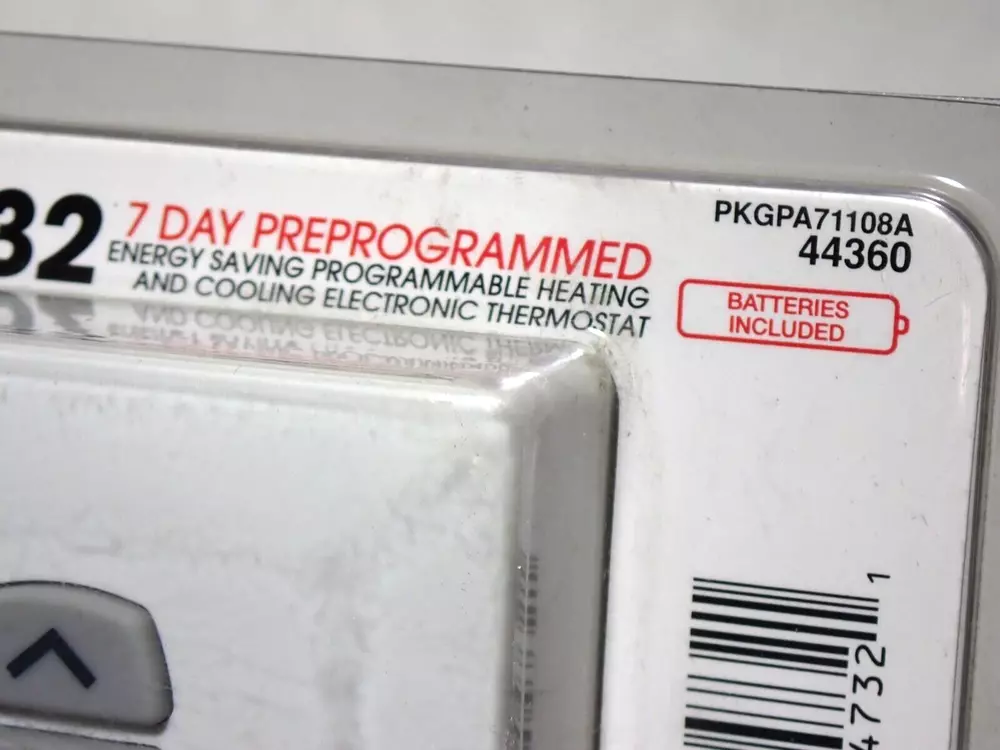 32
7 DAY PREPROGRAMMED
ENERGY SAVING PROGRAMMABLE HEATING
AND COOLING ELECTRONIC THERMOSTAT
PKGPA71108A
44360
BATTERIES
INCLUDED
4732 1